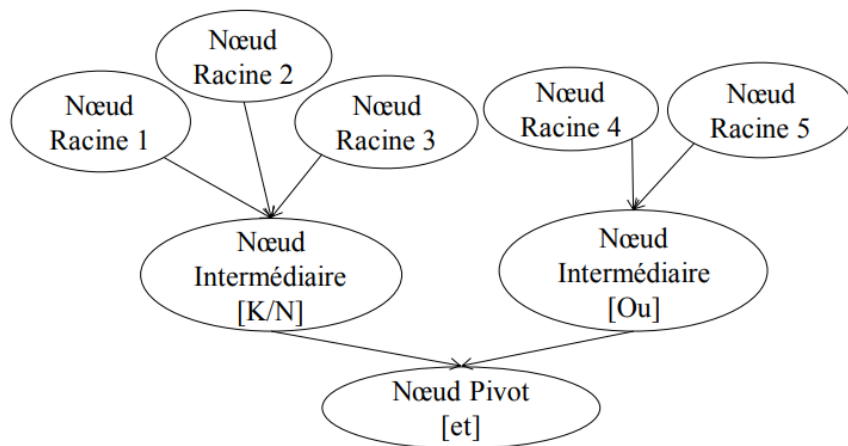 Nœud
Racine 1
Nœud
Racine 2
Nœud
Racine 3
Nœud
Racine 4
Nœud
Racine 5
Nœud
Intermédiaire
[K/N]
Nœud
Intermédiaire
[Ou]
Nœud Pivot
[et]